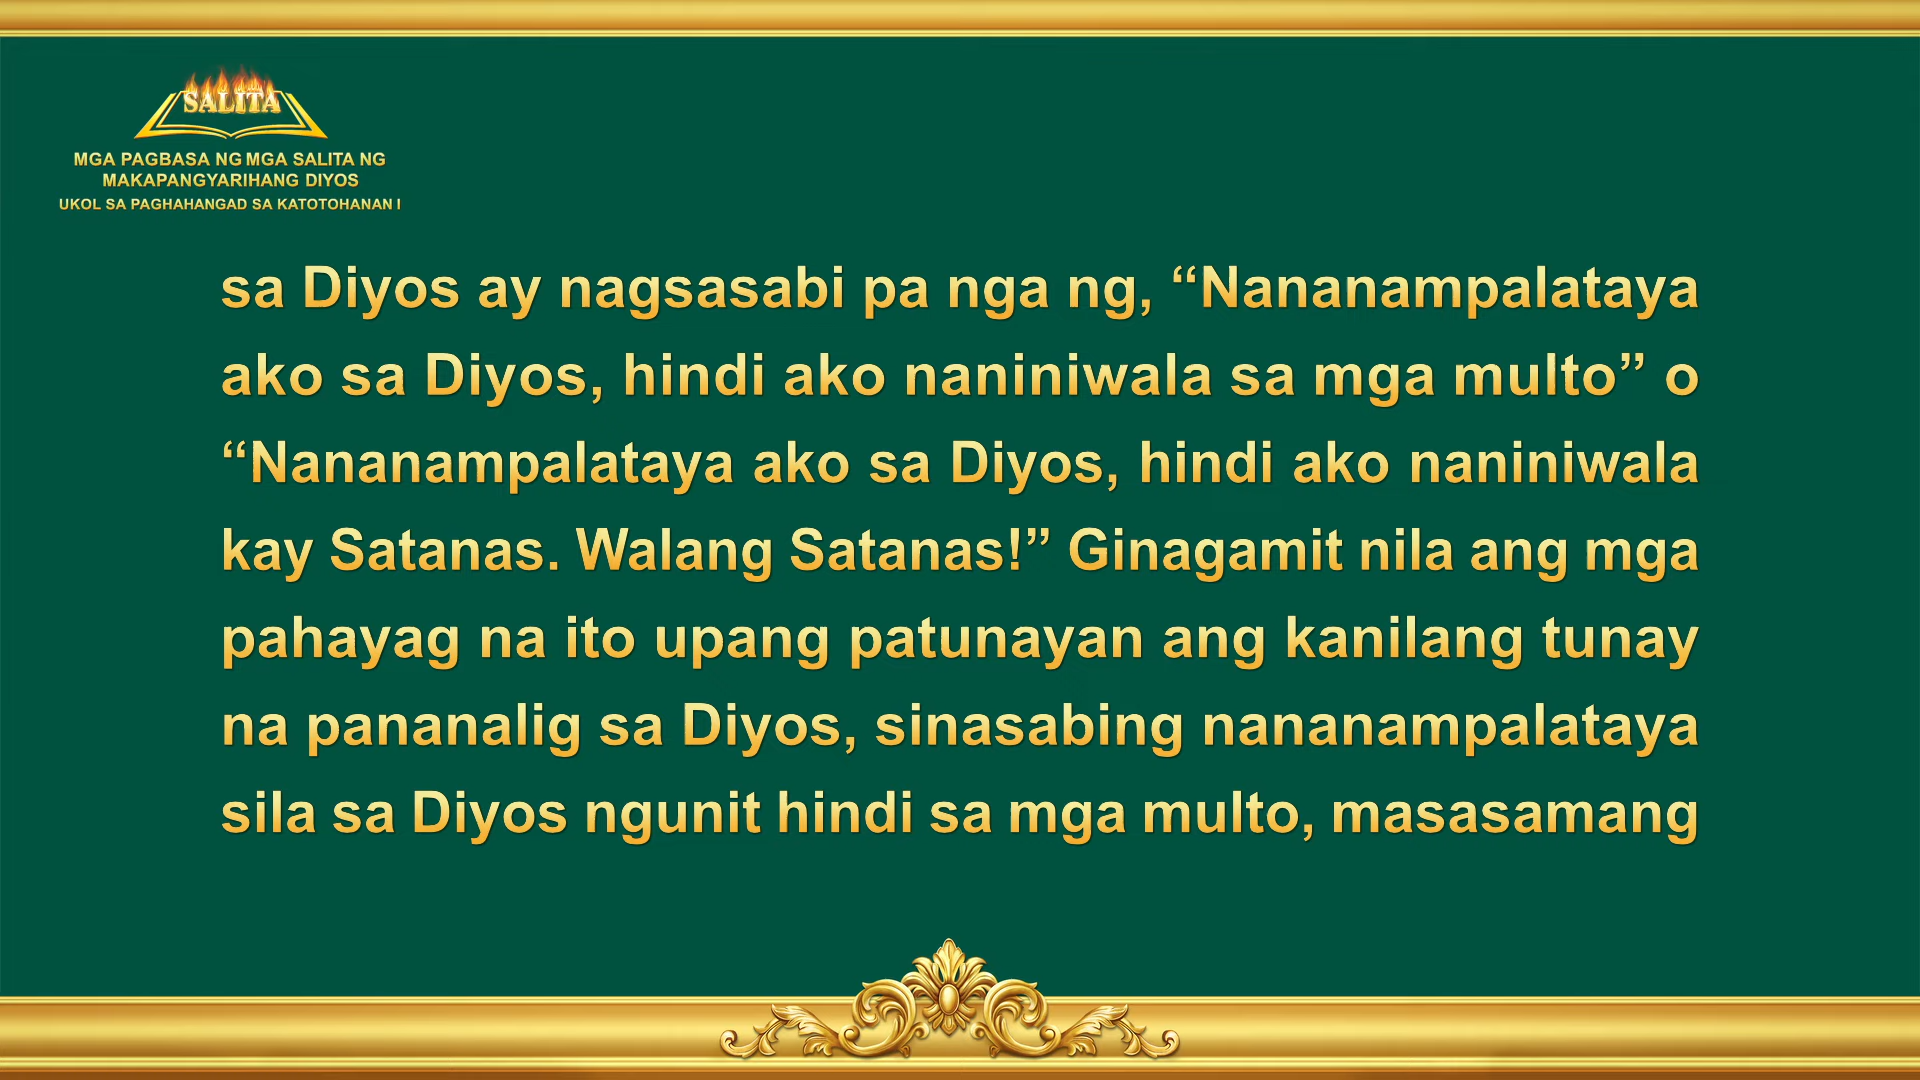 SALITA
MGA PAGBASA NG MGA SALITA NG
MAKAPANGYARIHANG DIYOS
UKOL SA PAGHAHANGAD SA KATOTOHANAN I
sa Diyos ay nagsasabi pa nga ng, “Nananampalataya
ako sa Diyos, hindi ako naniniwala sa mga multo” o
“Nananampalataya ako sa Diyos, hindi ako naniniwala
kay Satanas. Walang Satanas!” Ginagamit nila ang mga
pahayag na ito upang patunayan ang kanilang tunay
na pananalig sa Diyos, sinasabing nananampalataya
sila sa Diyos ngunit hindi sa mga multo, masasamang